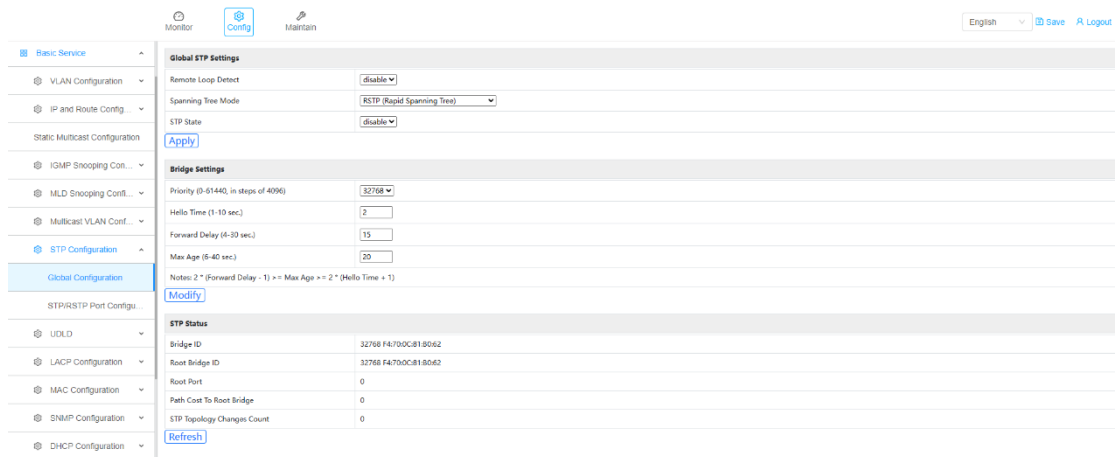 Monitor
Config
Maintain
English
Save
Logout
Basic Service
VLAN Configuration
IP and Route Config...
Static Multicast Configuration
IGMP Snooping Con...
MLD Snooping Confi...
Multicast VLAN Conf...
STP Configuration
Global Configuration
STP/RSTP Port Configu...
UDLD
LACP Configuration
MAC Configuration
SNMP Configuration
DHCP Configuration
Global STP Settings
Remote Loop Detect disable
Spanning Tree Mode RSTP (Rapid Spanning Tree)
STP State disable
Apply
Bridge Settings
Priority (0-61440, in steps of 4096) 32768
Hello Time (1-10 sec.) 2
Forward Delay (4-30 sec.) 15
Max Age (6-40 sec.) 20
Notes: 2 * (Forward Delay - 1) >= Max Age >= 2 * (Hello Time + 1)
Modify
STP Status
Bridge ID 32768 F4:70:0C:81:80:62
Root Bridge ID 32768 F4:70:0C:81:80:62
Root Port 0
Path Cost To Root Bridge 0
STP Topology Changes Count 0
Refresh